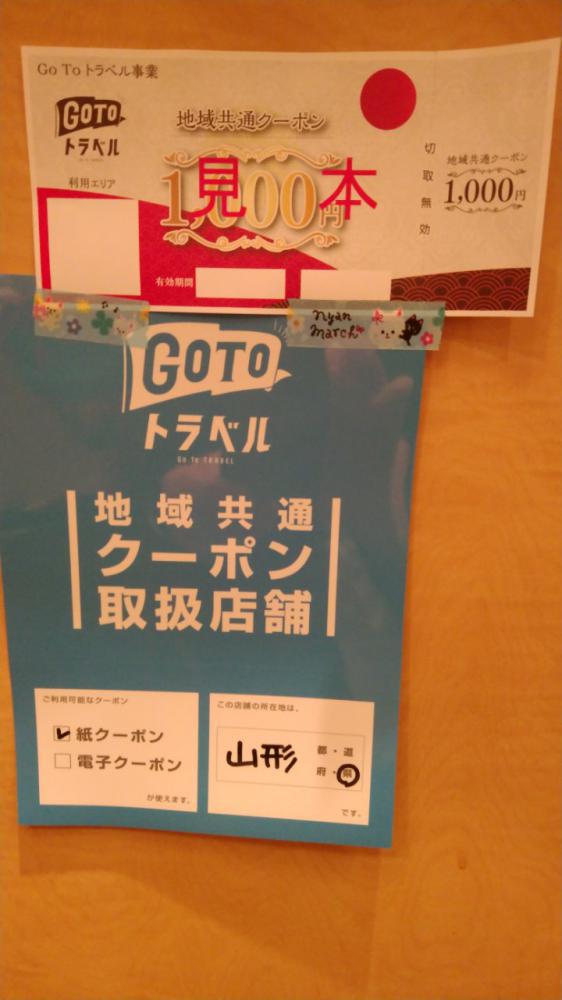 Go To トラベル事業
GOTO
トラベル
地域共通クーポン
利用エリア
1,000円
見本
有効期間
切取無効
地域共通クーポン
1,000円
nyan
march
GOTO
トラベル
Go To TRAVEL
地域共通
クーポン
取扱店舗
ご利用可能なクーポン
紙クーポン
電子クーポン
が使えます。
この店舗の所在地は、
山形
都・道
府・県
です。